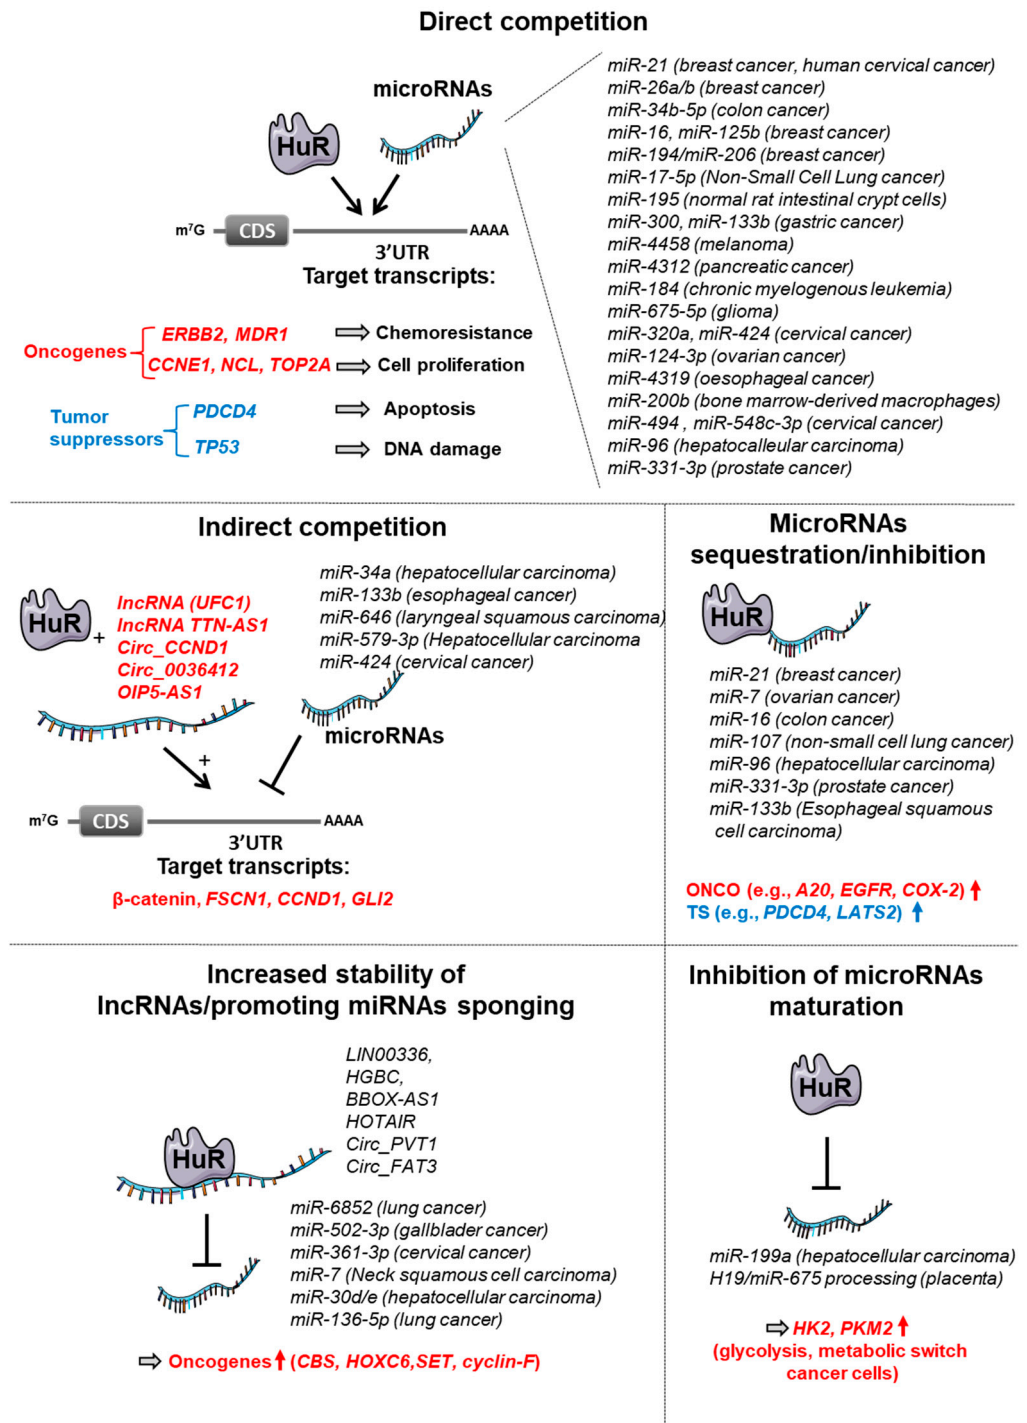 Direct competition
microRNAs
HuR
m⁷G
CDS
AAAA
3'UTR
Target transcripts:
Oncogenes
ERBB2, MDR1
Chemoresistance
CCNE1, NCL, TOP2A
Cell proliferation
Tumor
suppressors
PDCD4
Apoptosis
TP53
DNA damage
miR-21 (breast cancer, human cervical cancer)
miR-26a/b (breast cancer)
miR-34b-5p (colon cancer)
miR-16, miR-125b (breast cancer)
miR-194/miR-206 (breast cancer)
miR-17-5p (Non-Small Cell Lung cancer)
miR-195 (normal rat intestinal crypt cells)
miR-300, miR-133b (gastric cancer)
miR-4458 (melanoma)
miR-4312 (pancreatic cancer)
miR-184 (chronic myelogenous leukemia)
miR-675-5p (glioma)
miR-320a, miR-424 (cervical cancer)
miR-124-3p (ovarian cancer)
miR-4319 (oesophageal cancer)
miR-200b (bone marrow-derived macrophages)
miR-494 , miR-548c-3p (cervical cancer)
miR-96 (hepatocalleular carcinoma)
miR-331-3p (prostate cancer)
Indirect competition
HuR
+
lncRNA (UFC1)
lncRNA TTN-AS1
Circ_CCND1
Circ_0036412
OIP5-AS1
miR-34a (hepatocellular carcinoma)
miR-133b (esophageal cancer)
miR-646 (laryngeal squamous carcinoma)
miR-579-3p (Hepatocellular carcinoma
miR-424 (cervical cancer)
microRNAs
+
m⁷G
CDS
AAAA
3'UTR
Target transcripts:
β-catenin, FSCN1, CCND1, GLI2
MicroRNAs
sequestration/inhibition
HuR
miR-21 (breast cancer)
miR-7 (ovarian cancer)
miR-16 (colon cancer)
miR-107 (non-small cell lung cancer)
miR-96 (hepatocellular carcinoma)
miR-331-3p (prostate cancer)
miR-133b (Esophageal squamous
cell carcinoma)
ONCO (e.g., A20, EGFR, COX-2)
TS (e.g., PDCD4, LATS2)
Increased stability of
lncRNAs/promoting miRNAs sponging
LIN00336,
HGBC,
BBOX-AS1
HOTAIR
Circ_PVT1
Circ_FAT3
HuR
miR-6852 (lung cancer)
miR-502-3p (gallblader cancer)
miR-361-3p (cervical cancer)
miR-7 (Neck squamous cell carcinoma)
miR-30d/e (hepatocellular carcinoma)
miR-136-5p (lung cancer)
Oncogenes (CBS, HOXC6,SET, cyclin-F)
Inhibition of microRNAs
maturation
HuR
miR-199a (hepatocellular carcinoma)
H19/miR-675 processing (placenta)
HK2, PKM2
(glycolysis, metabolic switch
cancer cells)